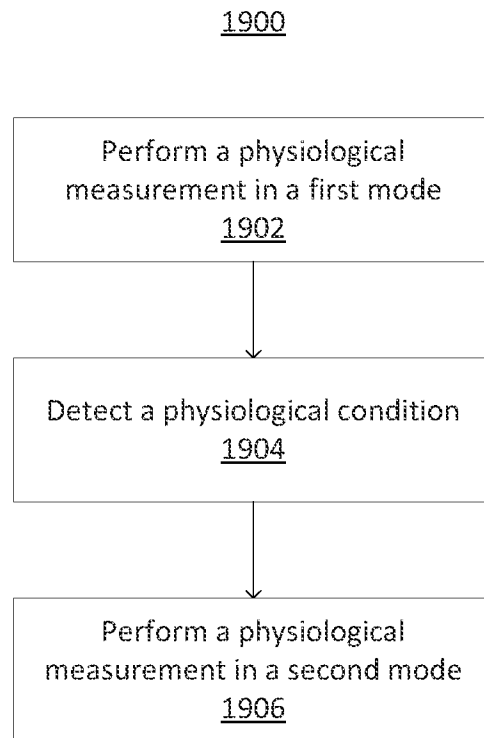 1900
Perform a physiological
measurement in a first mode
1902
Detect a physiological condition
1904
Perform a physiological
measurement in a second mode
1906